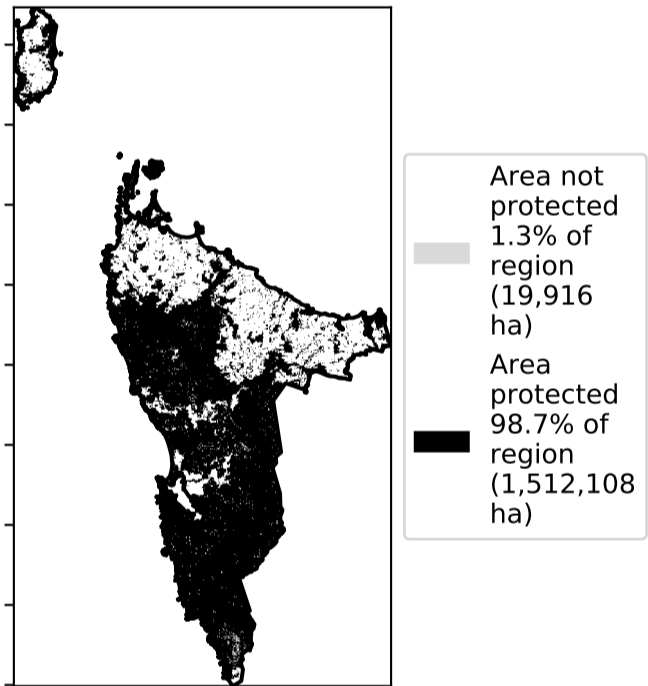 Area not
protected
1.3% of
region
(19,916
ha)
Area
protected
98.7% of
region
(1,512,108
ha)